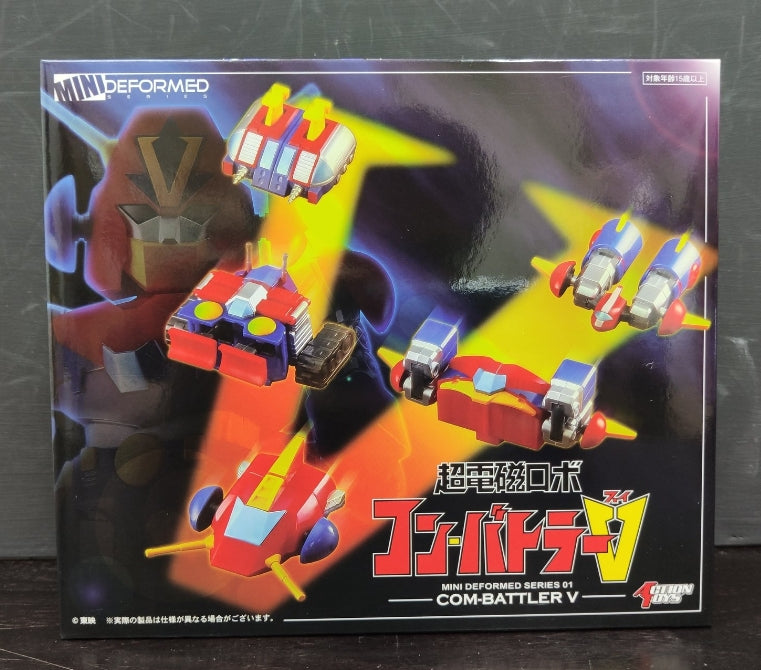 MINI DEFORMED
SERIES
対象年齢15歳以上
超電磁ロボ
コン・バトラーV
ブイ
MINI DEFORMED SERIES 01
COM-BATTLER V
ACTION TOYS
© 東映 ※実際の製品は仕様が異なる場合がございます。